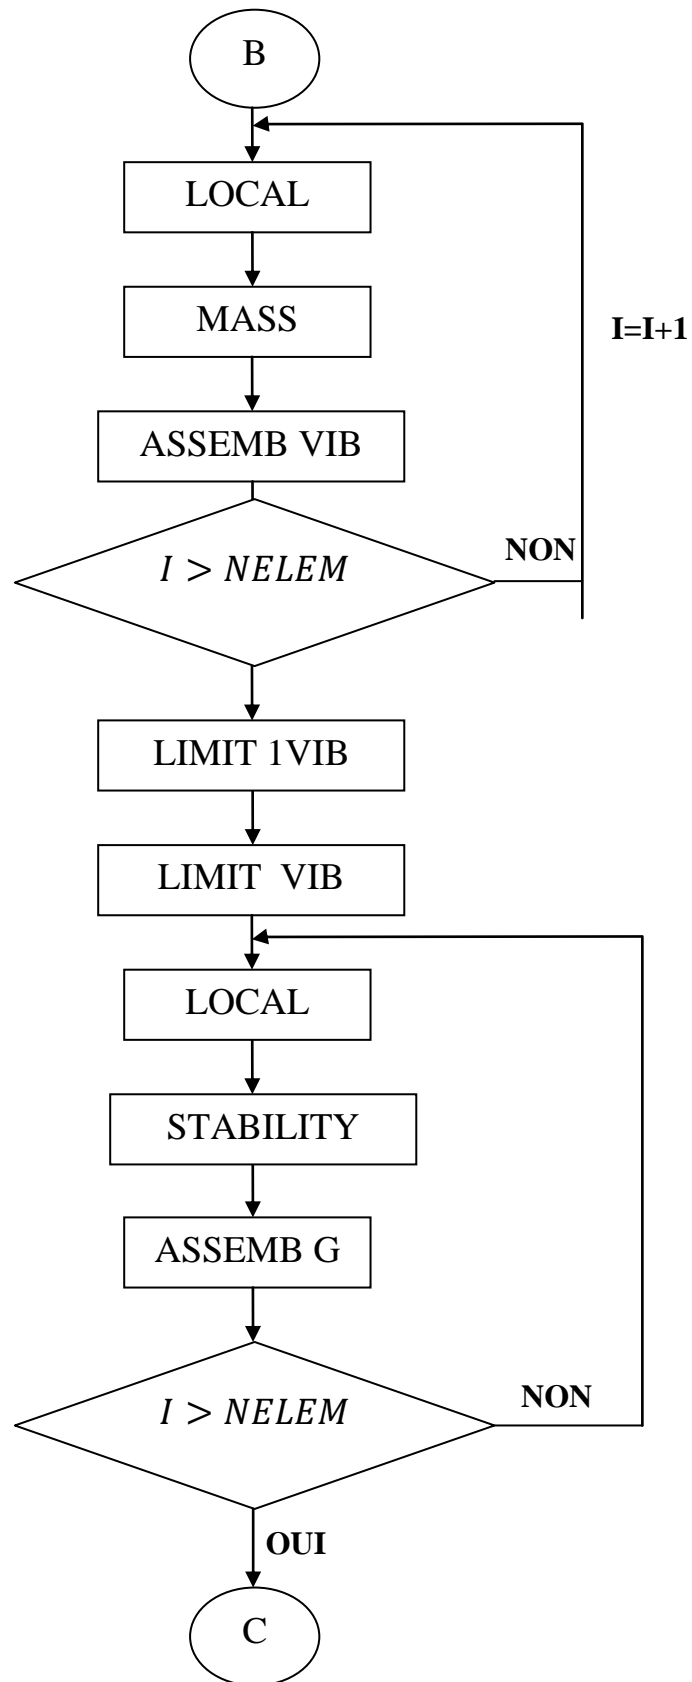 B
LOCAL
MASS
I=I+1
ASSEMB VIB
I > NELEM
NON
LIMIT 1VIB
LIMIT  VIB
LOCAL
STABILITY
ASSEMB G
I > NELEM
NON
OUI
C